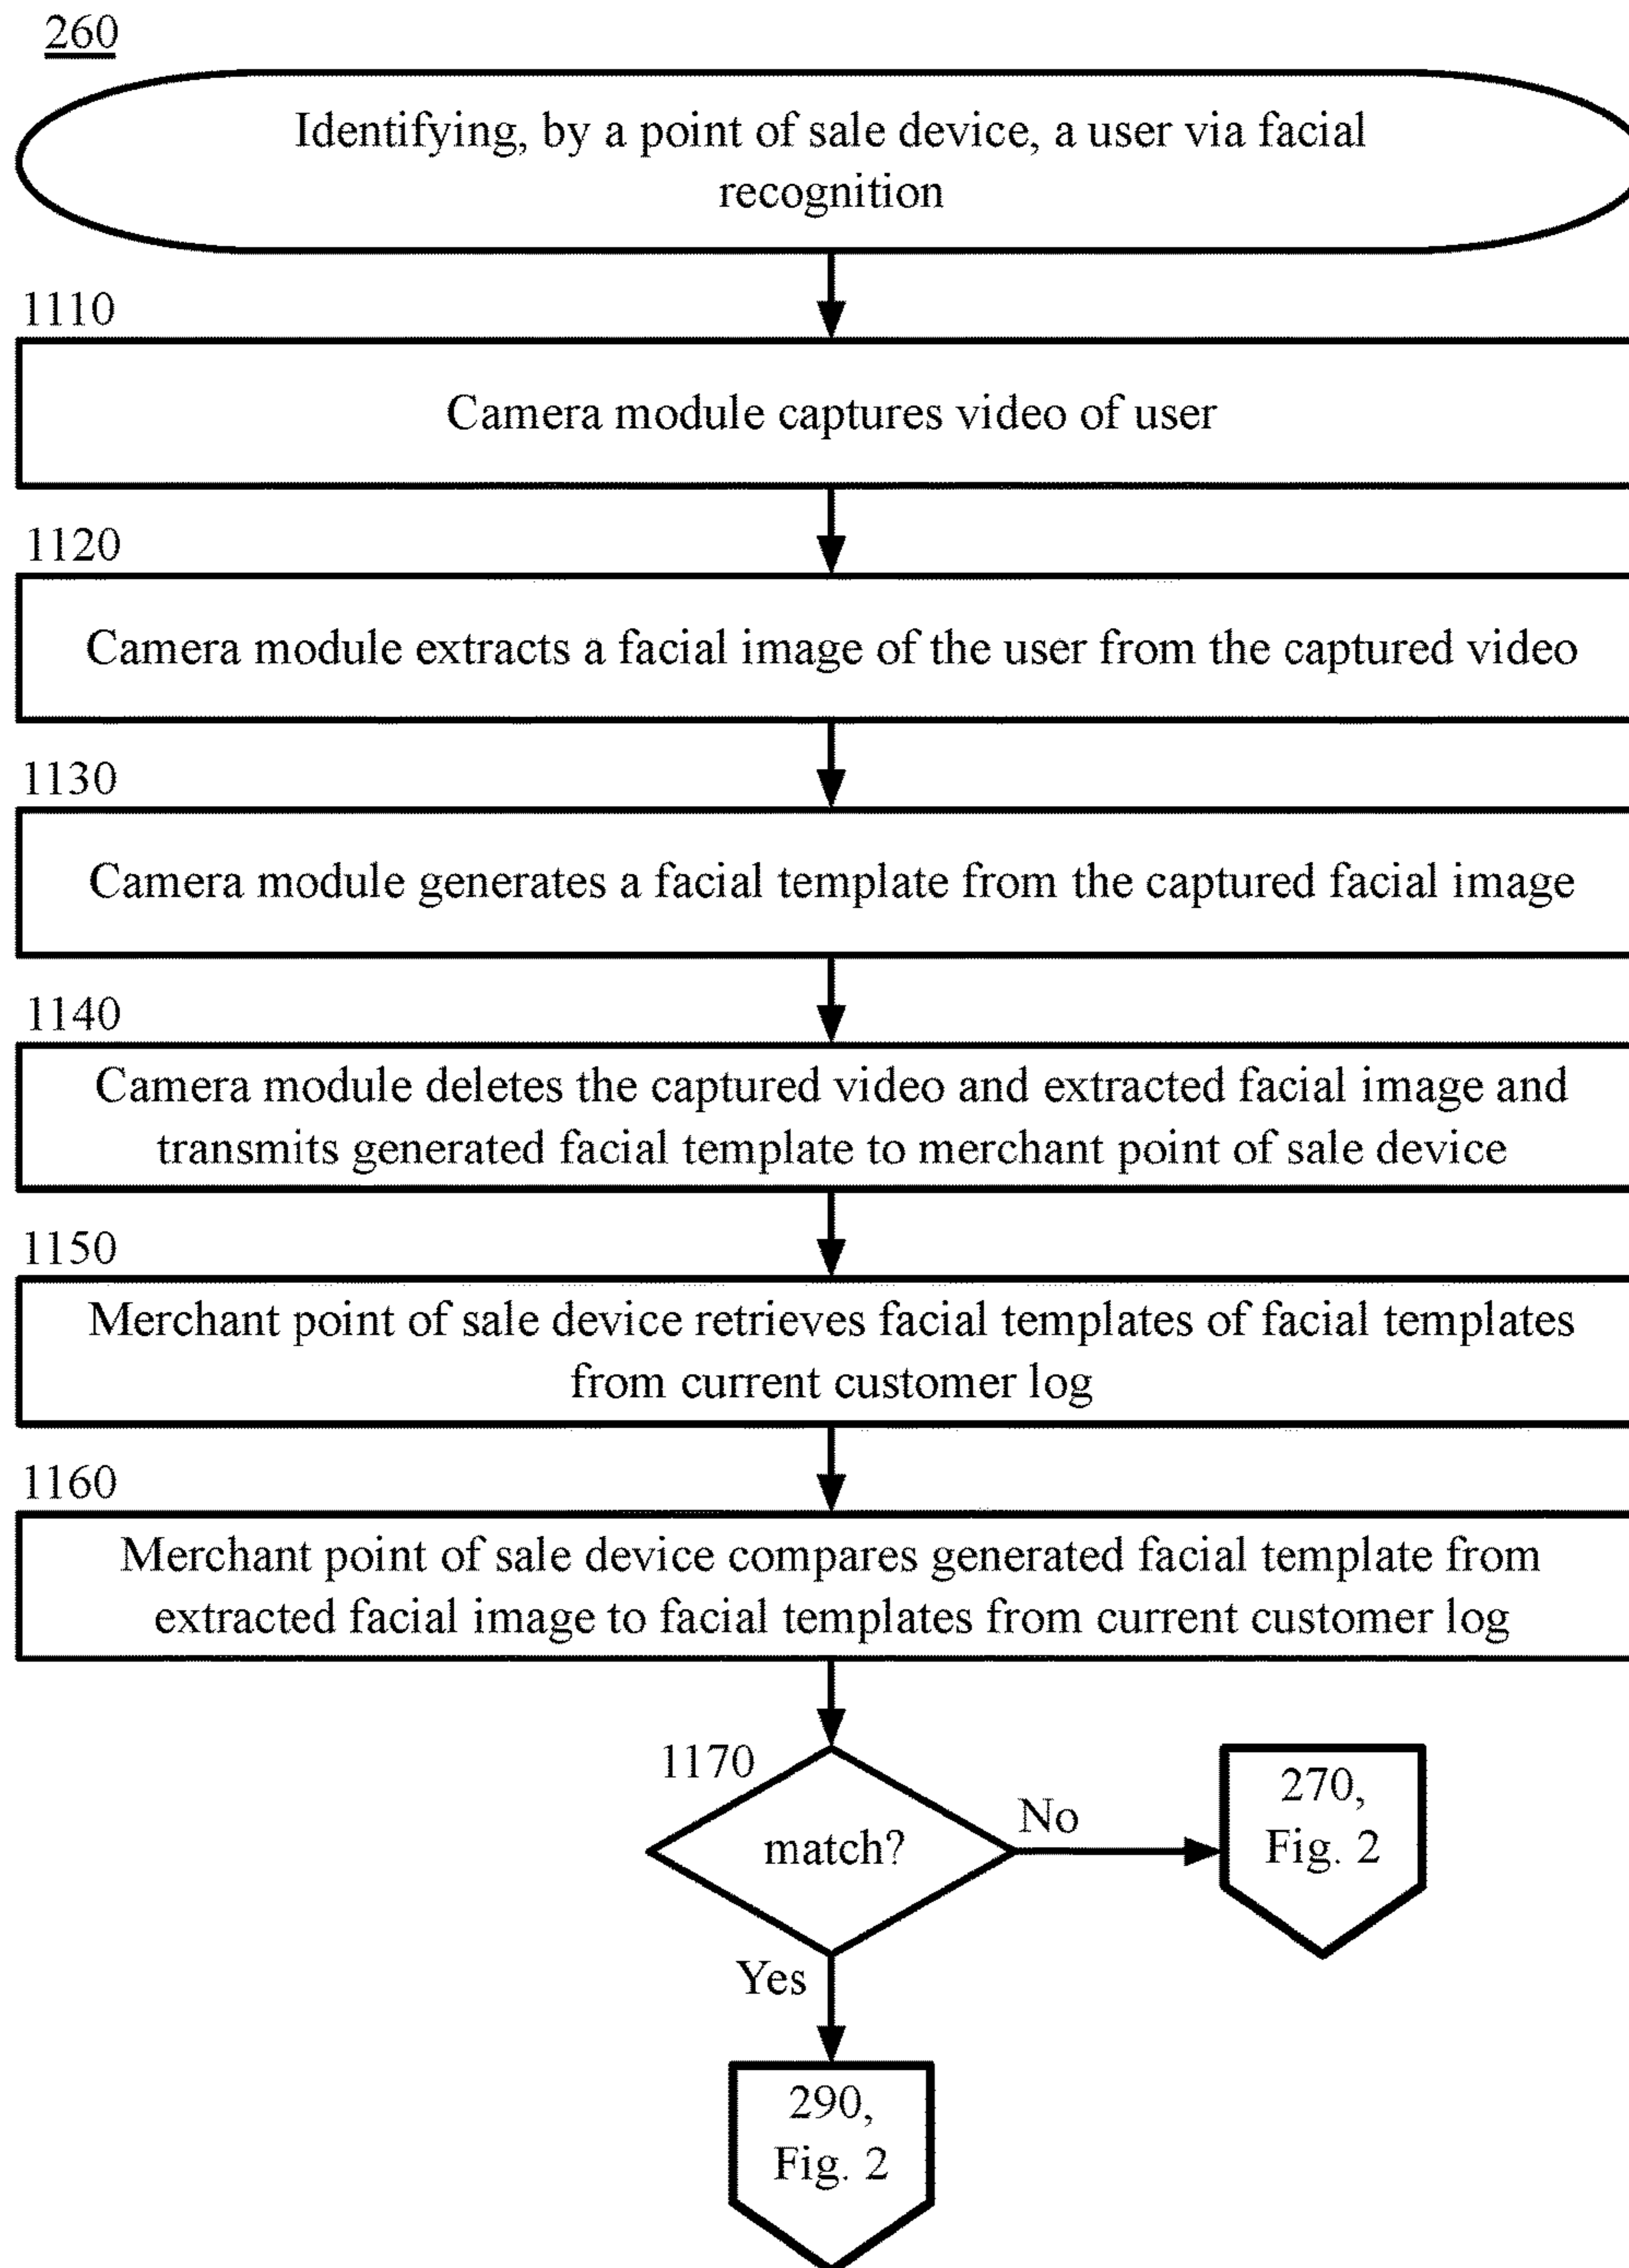 260
Identifying, by a point of sale device, a user via facial
recognition
1110
Camera module captures video of user
1120
Camera module extracts a facial image of the user from the captured video
1130
Camera module generates a facial template from the captured facial image
1140
Camera module deletes the captured video and extracted facial image and
transmits generated facial template to merchant point of sale device
1150
Merchant point of sale device retrieves facial templates of facial templates
from current customer log
1160
Merchant point of sale device compares generated facial template from
extracted facial image to facial templates from current customer log
1170
match?
No
270,
Fig. 2
Yes
290,
Fig. 2